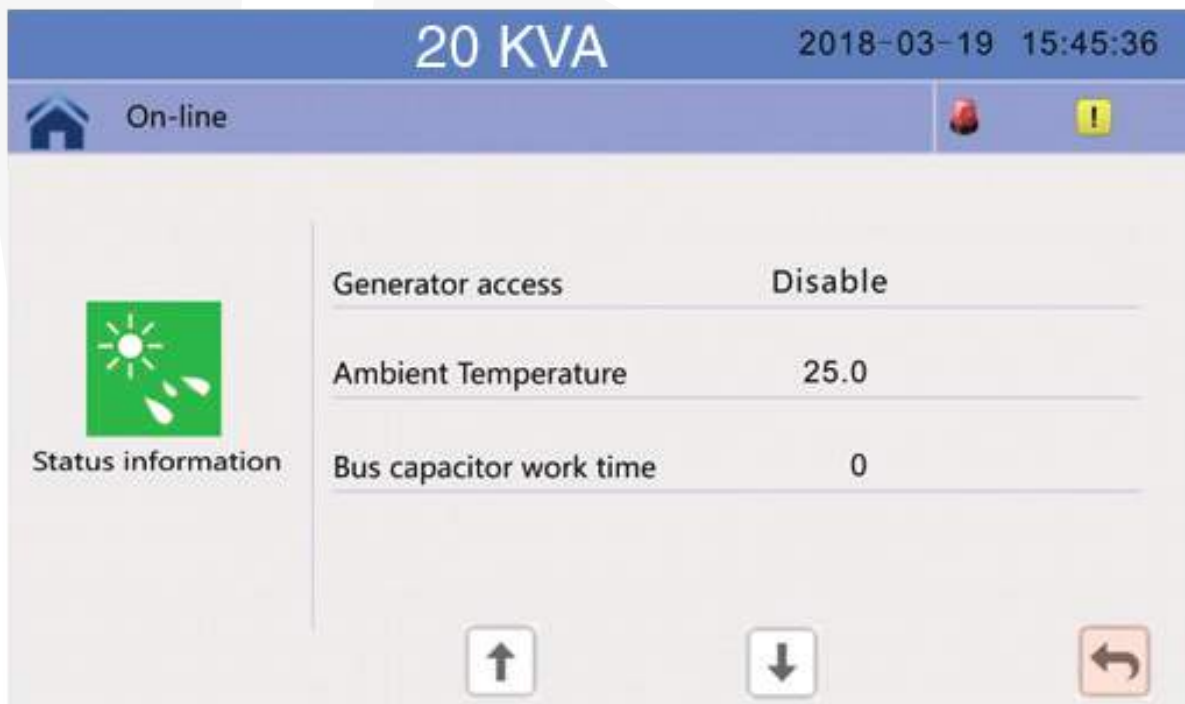 20 KVA 2018-03-19 15:45:36
On-line !
Generator access Disable
Ambient Temperature 25.0
Status information
Bus capacitor work time 0